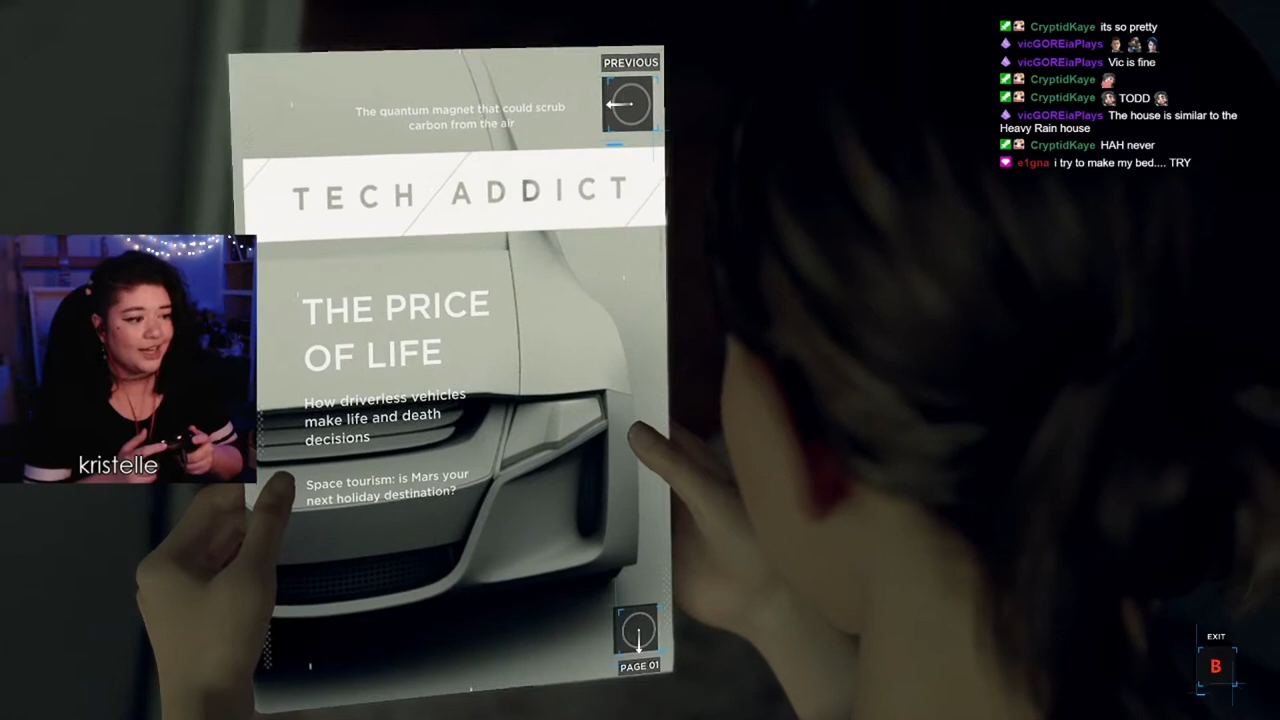 PREVIOUS
The quantum magnet that could scrub
carbon from the air
TECH ADDICT
THE PRICE
OF LIFE
How driverless vehicles
make life and death
decisions
Space tourism: is Mars your
next holiday destination?
PAGE 01
kristelle
CryptidKaye its so pretty
vicGOREiaPlays
vicGOREiaPlays Vic is fine
CryptidKaye
CryptidKaye TODD
vicGOREiaPlays The house is similar to the
Heavy Rain house
CryptidKaye HAH never
e1gna i try to make my bed.... TRY
EXIT
B